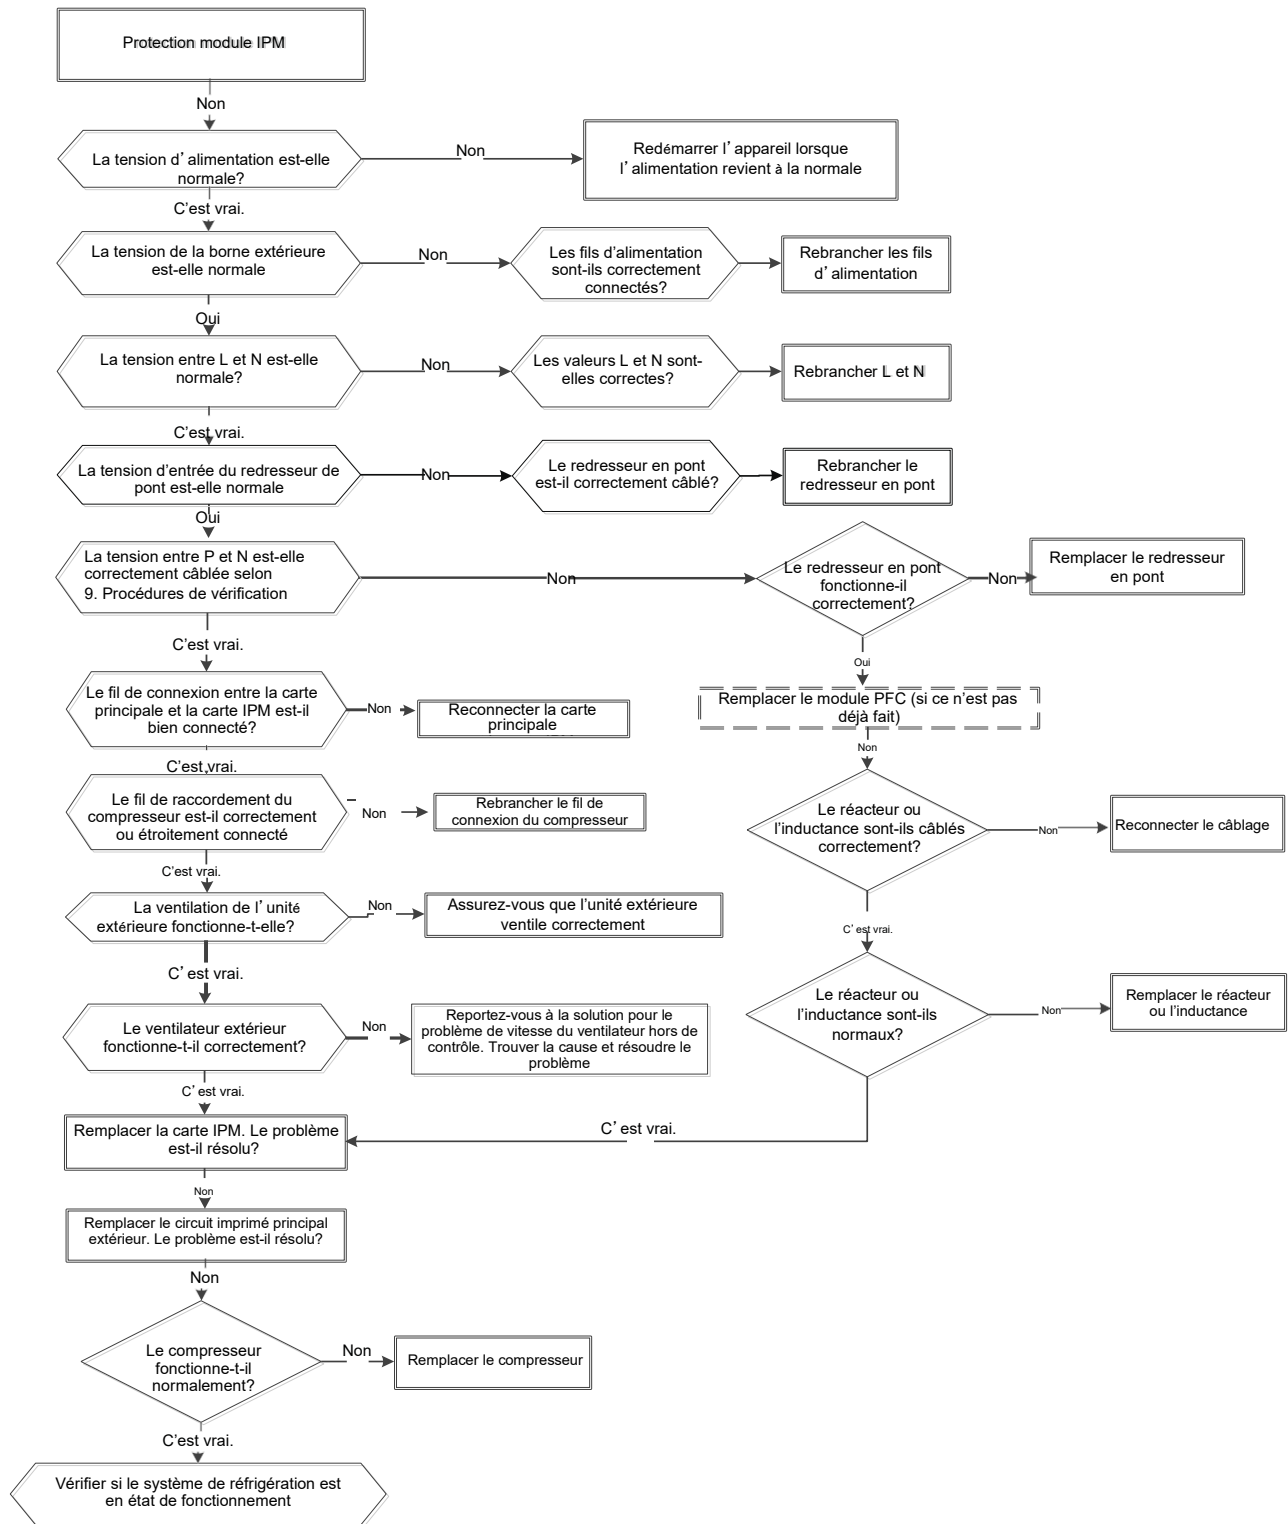 Protection module IPM
Non
La tension d’alimentation est-elle
normale?
Non
Redémarrer l’appareil lorsque
l’alimentation revient à la normale
C’est vrai.
La tension de la borne extérieure
est-elle normale
Non
Les fils d’alimentation
sont-ils correctement
connectés?
Rebrancher les fils
d’alimentation
Oui
La tension entre L et N est-elle
normale?
Non
Les valeurs L et N sont-
elles correctes?
Rebrancher L et N
C’est vrai.
La tension d’entrée du redresseur de
pont est-elle normale
Non
Le redresseur en pont
est-il correctement câblé?
Rebrancher le
redresseur en pont
Oui
La tension entre P et N est-elle
correctement câblée selon
9. Procédures de vérification
Non
Le redresseur en pont
fonctionne-il
correctement?
Non
Remplacer le redresseur
en pont
C’est vrai.
Oui
Le fil de connexion entre la carte
principale et la carte IPM est-il
bien connecté?
Non
Reconnecter la carte
principale
Remplacer le module PFC (si ce n’est pas
déjà fait)
Non
C’est vrai.
Le fil de raccordement du
compresseur est-il correctement
ou étroitement connecté
Non
Rebrancher le fil de
connexion du compresseur
Le réacteur ou
l’inductance sont-ils câblés
correctement?
Non
Reconnecter le câblage
C’est vrai.
La ventilation de l’unité
extérieure fonctionne-t-elle?
Non
Assurez-vous que l’unité extérieure
ventile correctement
C’est vrai.
C’est vrai.
Le ventilateur extérieur
fonctionne-t-il correctement?
Non
Reportez-vous à la solution pour le
problème de vitesse du ventilateur hors de
contrôle. Trouver la cause et résoudre le
problème
Le réacteur ou
l’inductance sont-ils
normaux?
Non
Remplacer le réacteur
ou l’inductance
C’est vrai.
Remplacer la carte IPM. Le problème
est-il résolu?
C’est vrai.
Non
Remplacer le circuit imprimé principal
extérieur. Le problème est-il résolu?
Non
Le compresseur
fonctionne-t-il
normalement?
Non
Remplacer le compresseur
C’est vrai.
Vérifier si le système de réfrigération est
en état de fonctionnement